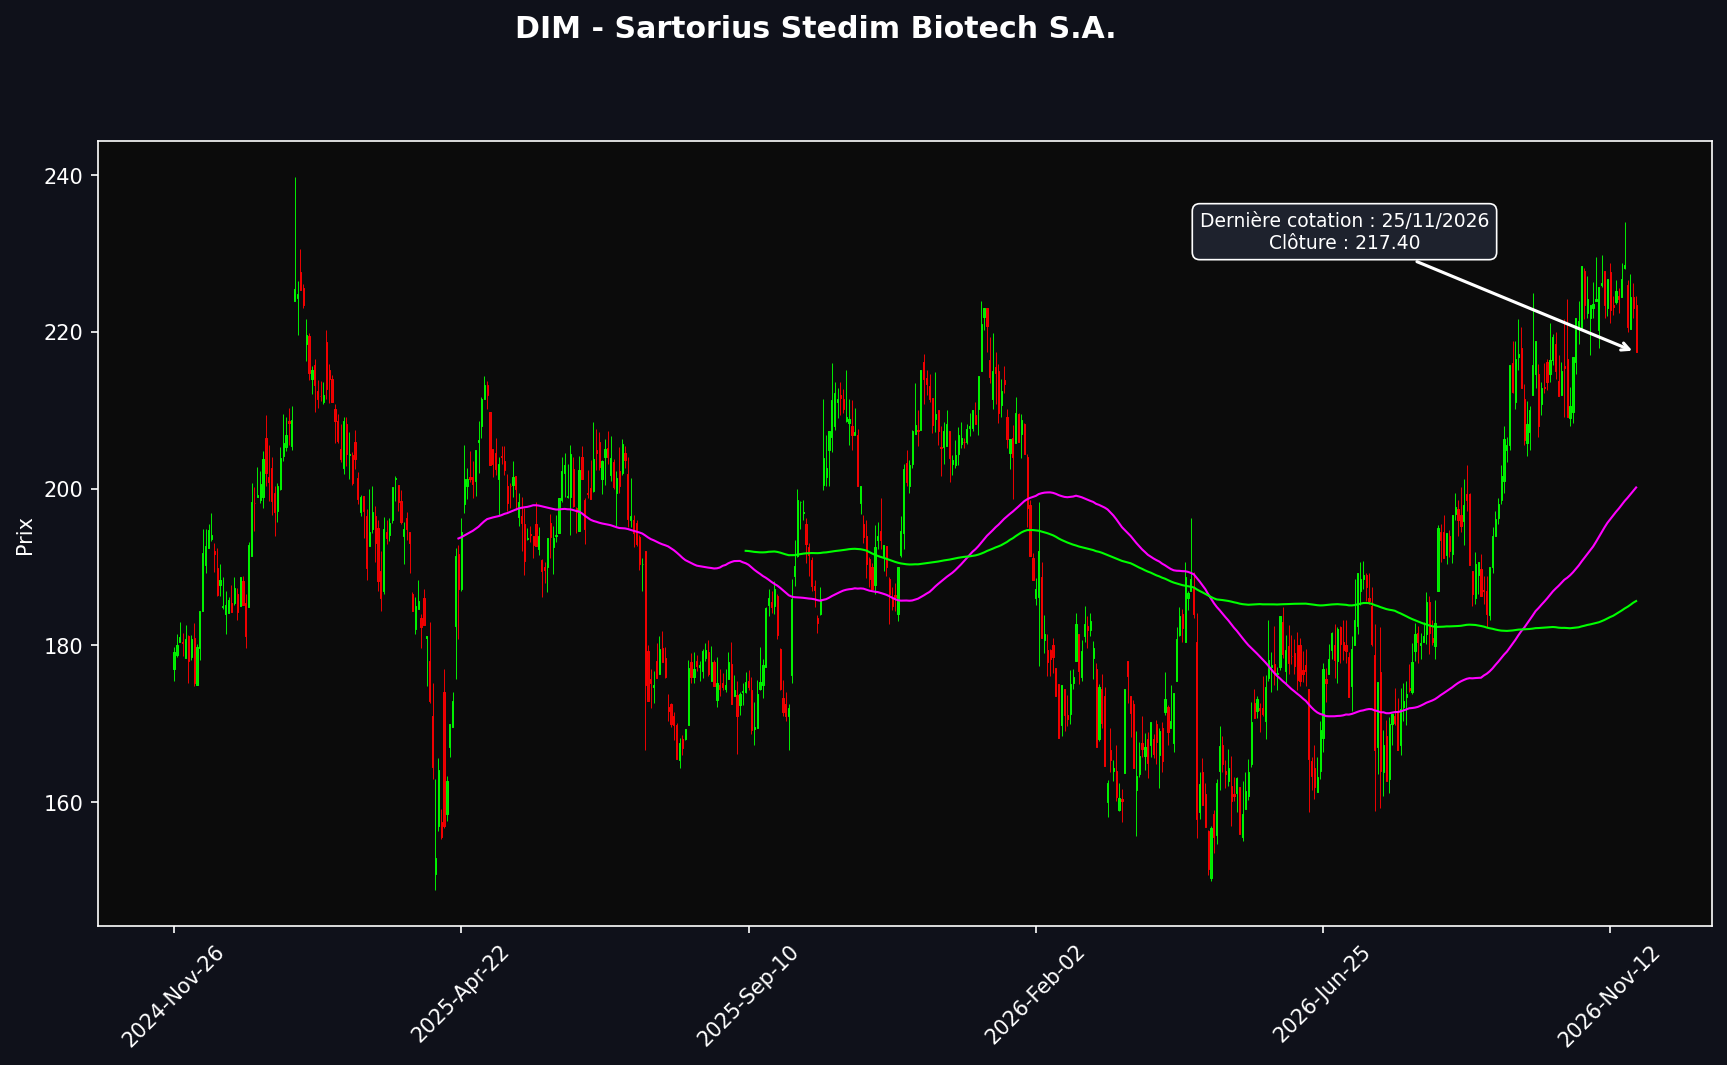 DIM - Sartorius Stedim Biotech S.A.
Dernière cotation : 25/11/2026
Clôture : 217.40
Prix
240
220
200
180
160
2024-Nov-26
2025-Apr-22
2025-Sep-10
2026-Feb-02
2026-Jun-25
2026-Nov-12